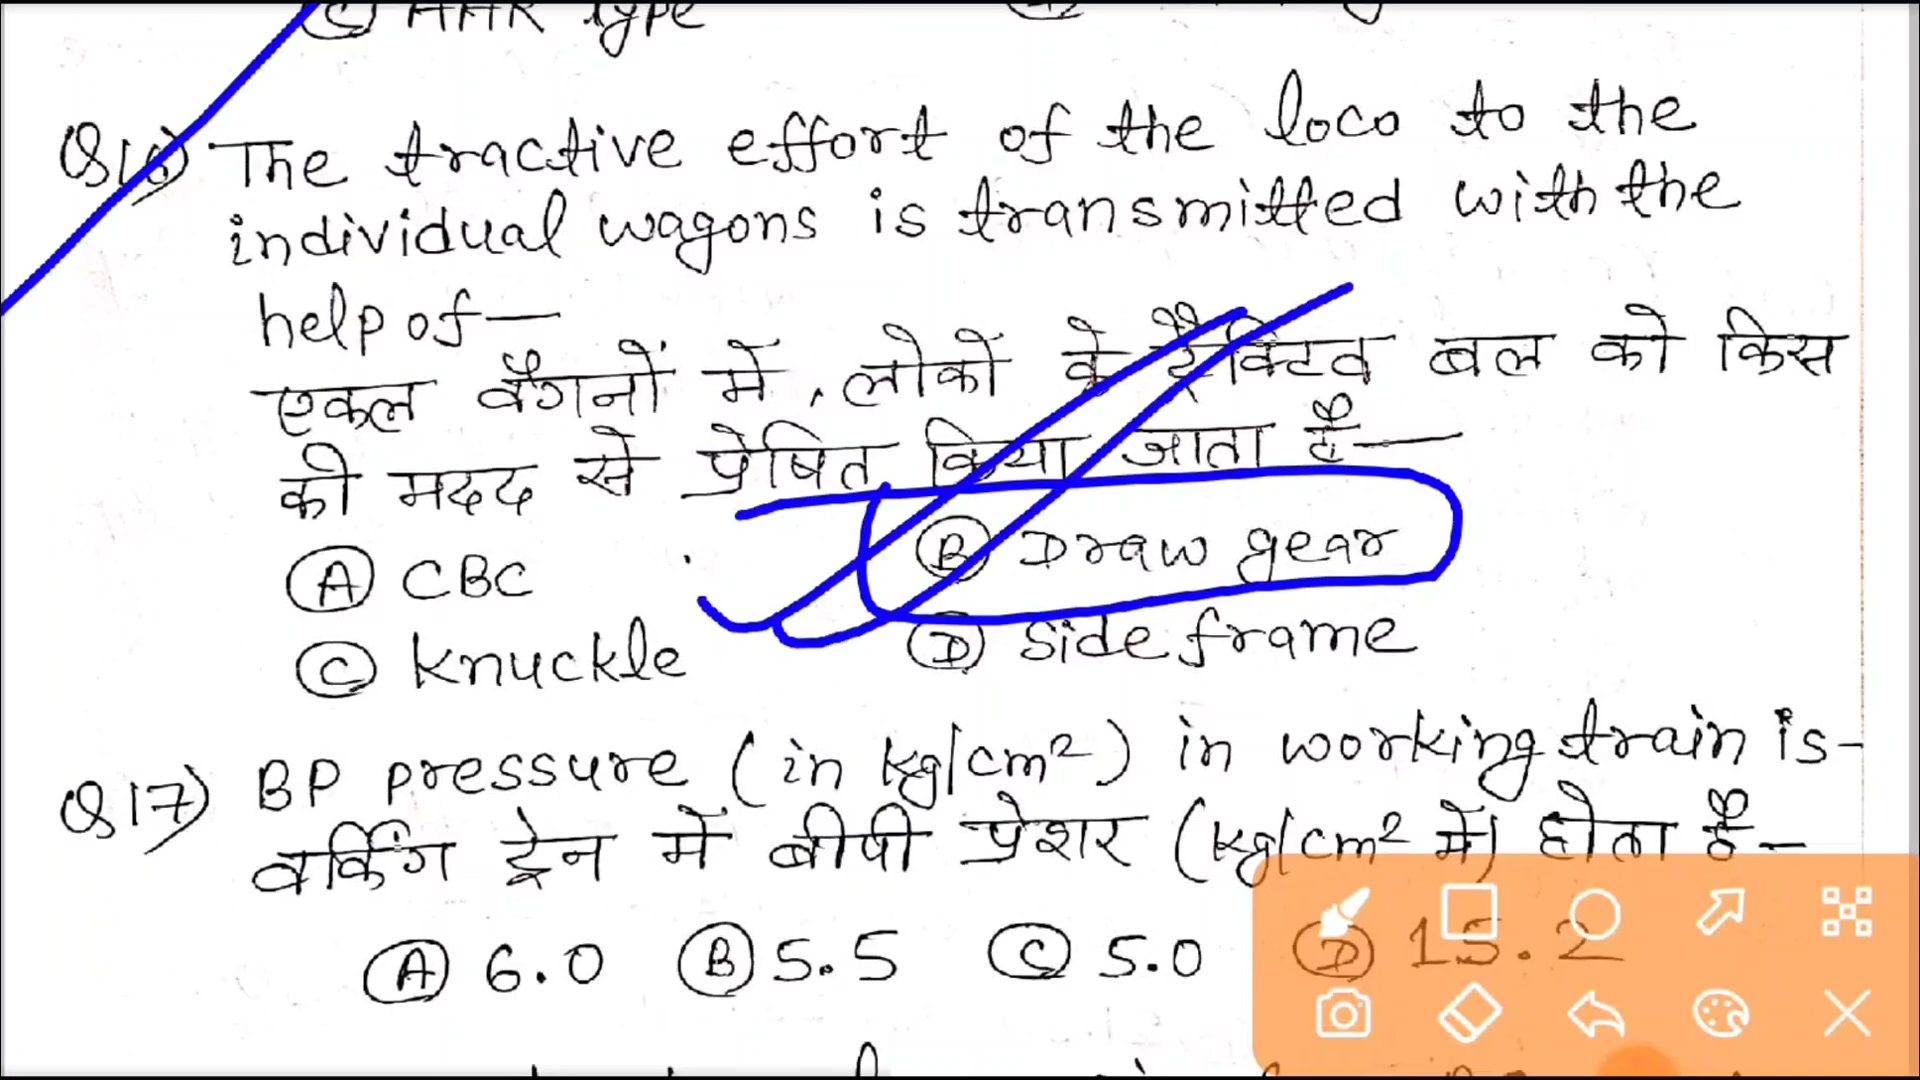 (C) AAR Type
Q16) The tractive effort of the loco to the
individual wagons is transmitted with the
help of—
एकल वैगनों में, लोको के ट्रैक्टिव बल को किस
की मदद से प्रेषित किया जाता है—
(A) CBC (B) Draw gear
(C) Knuckle (D) Side frame
Q17) BP pressure (in kg/cm²) in working train is-
वर्किंग ट्रेन में बीपी प्रेशर (kg/cm² में) होता है-
(A) 6.0 (B) 5.5 (C) 5.0 (D) 15.2